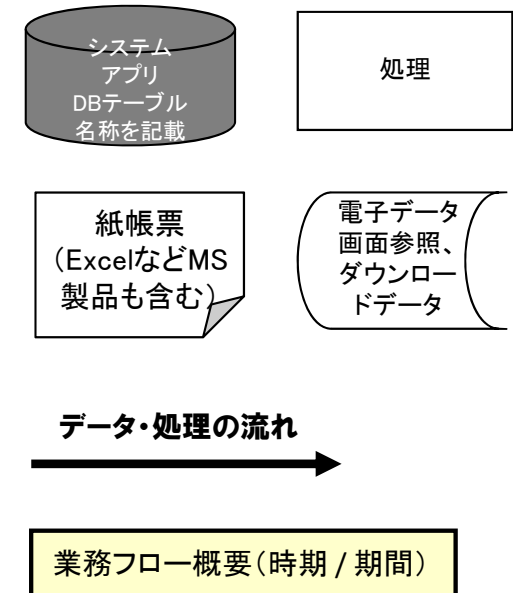 システム
アプリ
DBテーブル
名称を記載
処理
紙帳票
（ExcelなどMS
製品も含む）
電子データ
画面参照、
ダウンロー
ドデータ
データ・処理の流れ
業務フロー概要（時期 / 期間）